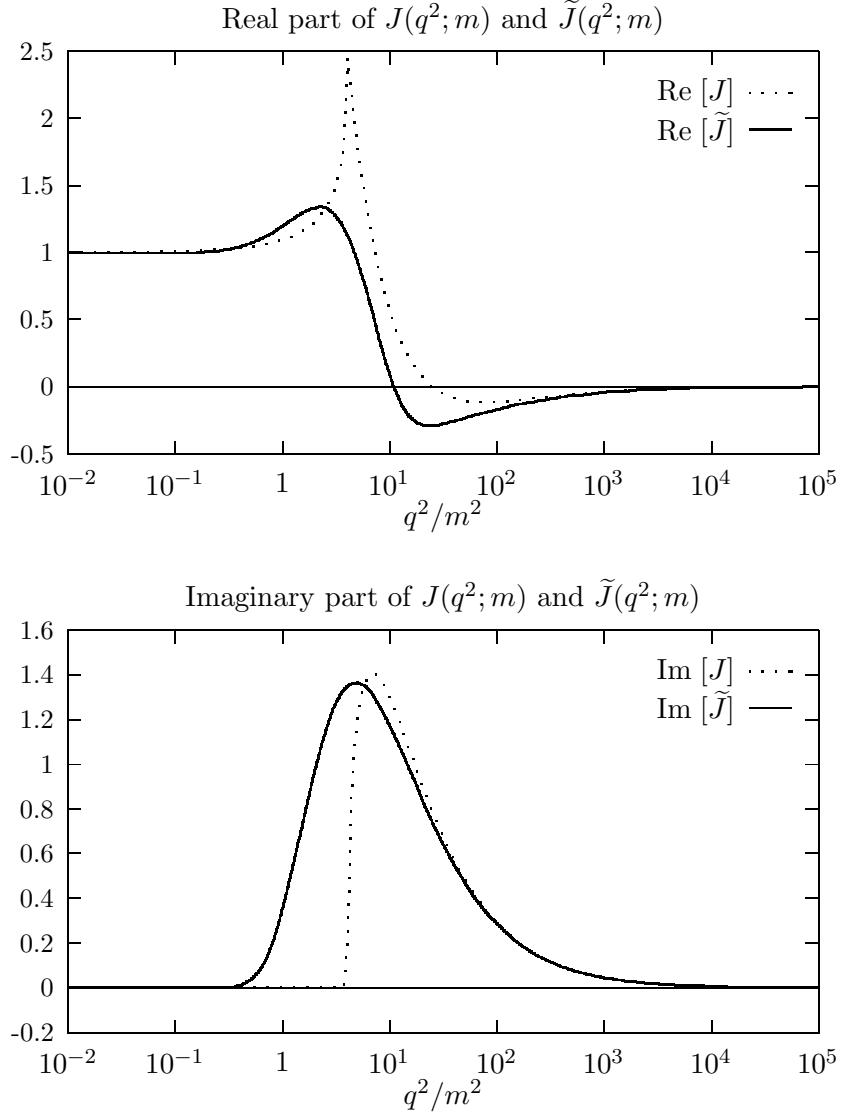 Real part of J(q²;m) and J̃(q²;m)
2.5
2
1.5
1
0.5
0
-0.5
Re [J]
Re [J̃]
10⁻² 10⁻¹ 1 10¹ 10² 10³ 10⁴ 10⁵
q²/m²
Imaginary part of J(q²;m) and J̃(q²;m)
1.6
1.4
1.2
1
0.8
0.6
0.4
0.2
0
-0.2
Im [J]
Im [J̃]
10⁻² 10⁻¹ 1 10¹ 10² 10³ 10⁴ 10⁵
q²/m²